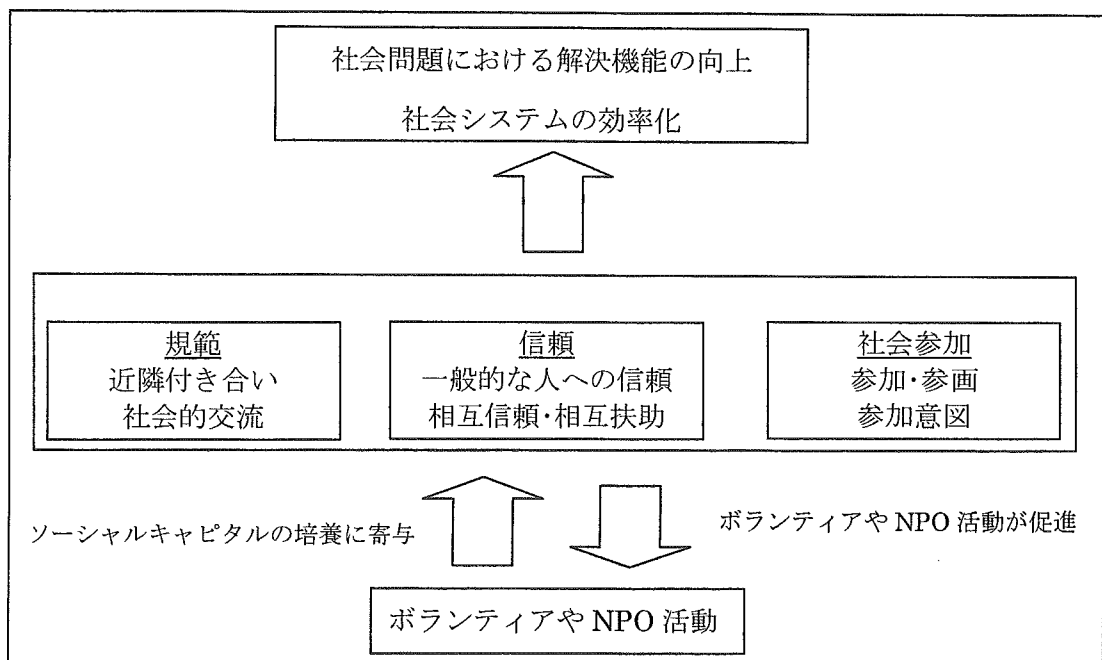 社会問題における解決機能の向上
社会システムの効率化
規範
近隣付き合い
社会的交流
信頼
一般的な人への信頼
相互信頼・相互扶助
社会参加
参加・参画
参加意図
ソーシャルキャピタルの培養に寄与
ボランティアや NPO 活動が促進
ボランティアや NPO 活動